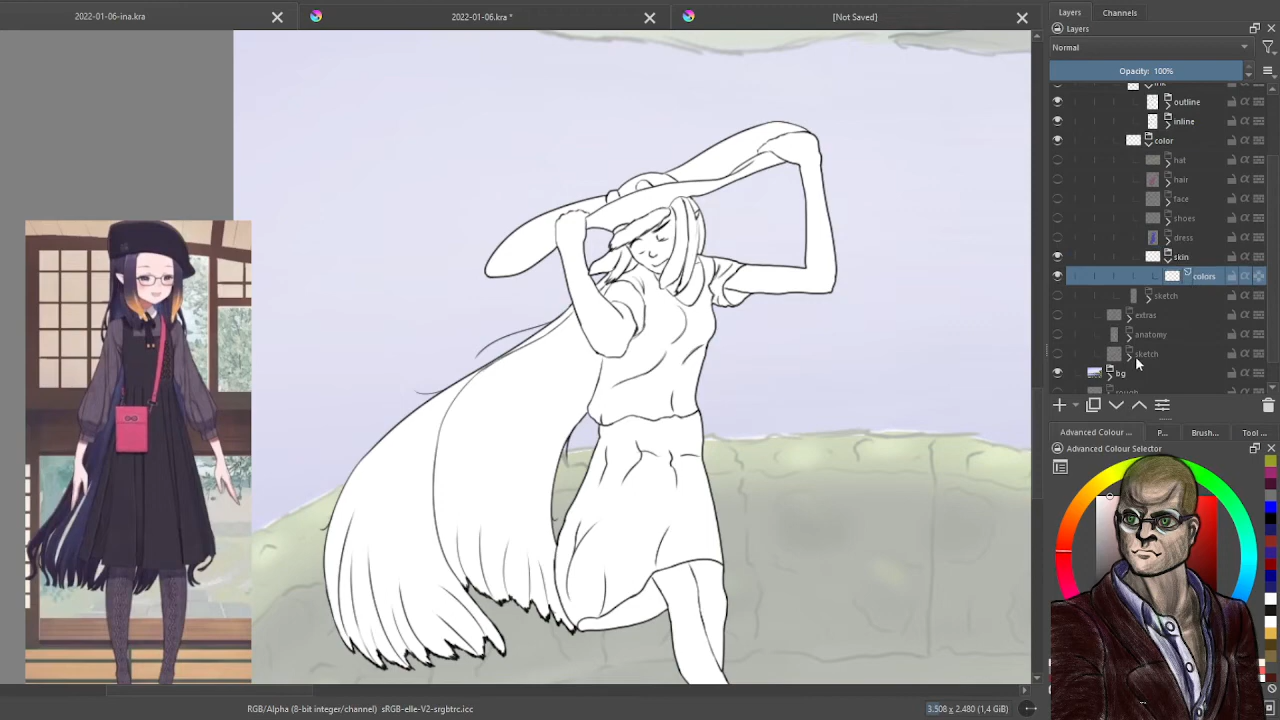 2022-01-06-ina.kra
2022-01-06.kra *
[Not Saved]
Layers
Channels
Layers
Normal
Opacity: 100%
outline
inline
color
hat
hair
face
shoes
dress
skin
colors
sketch
extras
anatomy
sketch
bg
Advanced Colour ...
P...
Brush...
Tool ...
Advanced Colour Selector
RGB/Alpha (8-bit integer/channel) sRGB-elle-V2-srgbtrc.icc
3.508 x 2.480 (1,4 GiB)